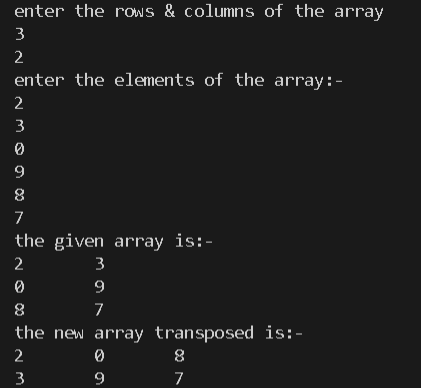 enter the rows & columns of the array
3
2
enter the elements of the array:-
2
3
0
9
8
7
the given array is:-
2 3
0 9
8 7
the new array transposed is:-
2 0 8
3 9 7